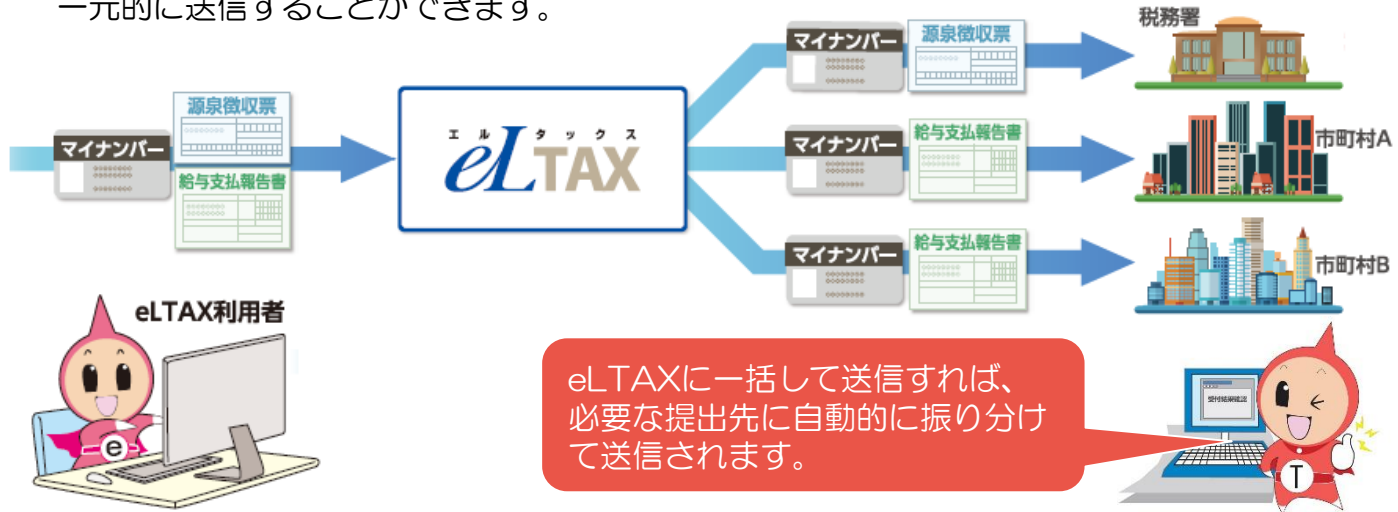 一元的に送信することができます。
マイナンバー
源泉徴収票
給与支払報告書
エルタックス
eLTAX
マイナンバー
源泉徴収票
税務署
マイナンバー
給与支払報告書
市町村A
マイナンバー
給与支払報告書
市町村B
eLTAX利用者
e
eLTAXに一括して送信すれば、
必要な提出先に自動的に振り分け
て送信されます。
受付結果確認
T